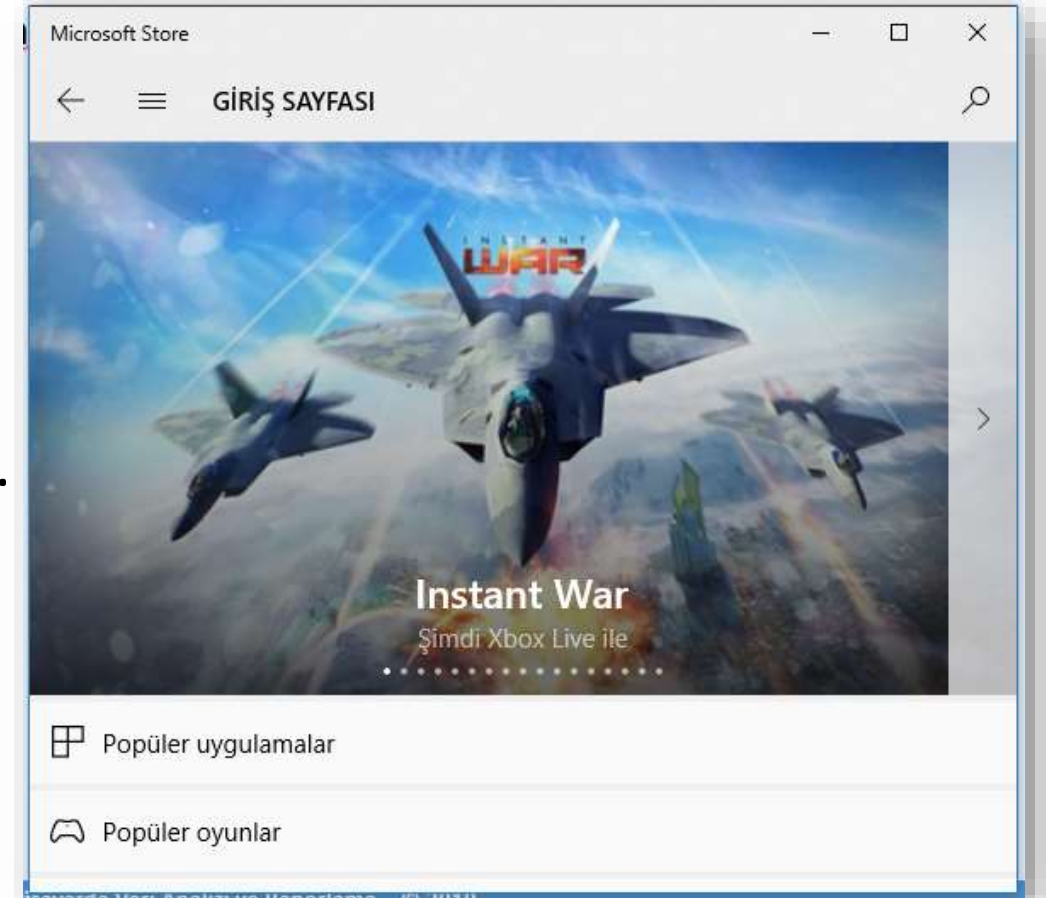 Microsoft Store
GİRİŞ SAYFASI
INSTANT
WAR
Instant War
Şimdi Xbox Live ile
Popüler uygulamalar
Popüler oyunlar